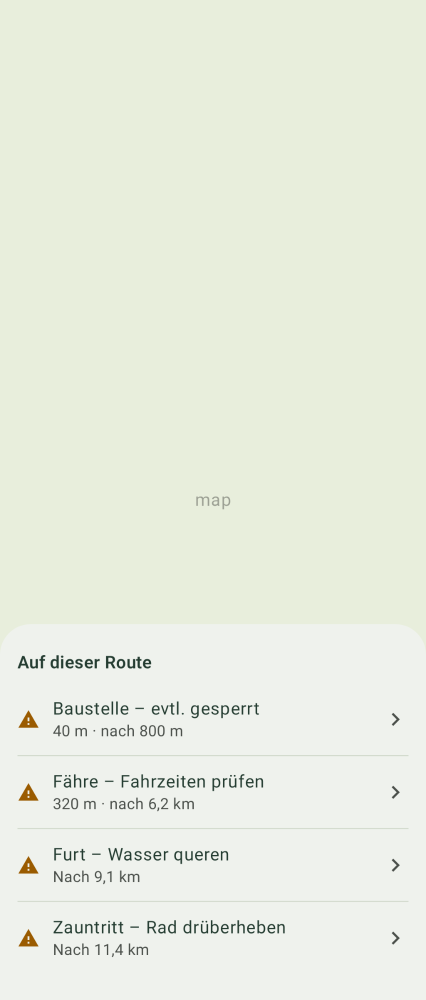 map
Auf dieser Route
Baustelle – evtl. gesperrt
40 m · nach 800 m
Fähre – Fahrzeiten prüfen
320 m · nach 6,2 km
Furt – Wasser queren
Nach 9,1 km
Zauntritt – Rad drüberheben
Nach 11,4 km